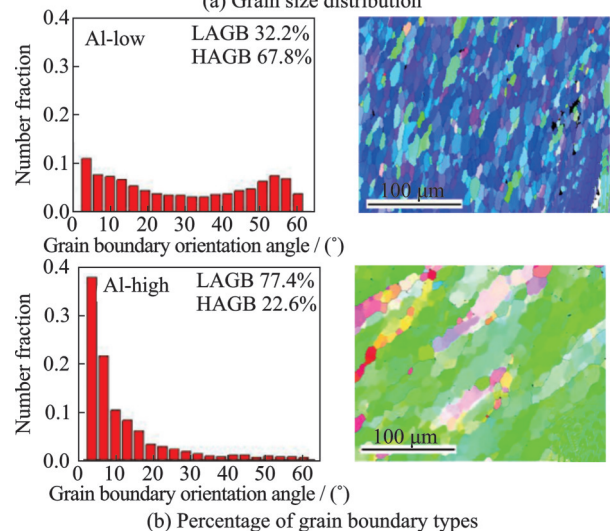 (a) Grain size distribution
0.4
0.3
0.2
0.1
0
Number fraction
Al-low
LAGB 32.2%
HAGB 67.8%
0 10 20 30 40 50 60
Grain boundary orientation angle / (°)
100 μm
0.4
0.3
0.2
0.1
0.0
Number fraction
Al-high
LAGB 77.4%
HAGB 22.6%
0 10 20 30 40 50 60
Grain boundary orientation angle / (°)
100 μm
(b) Percentage of grain boundary types